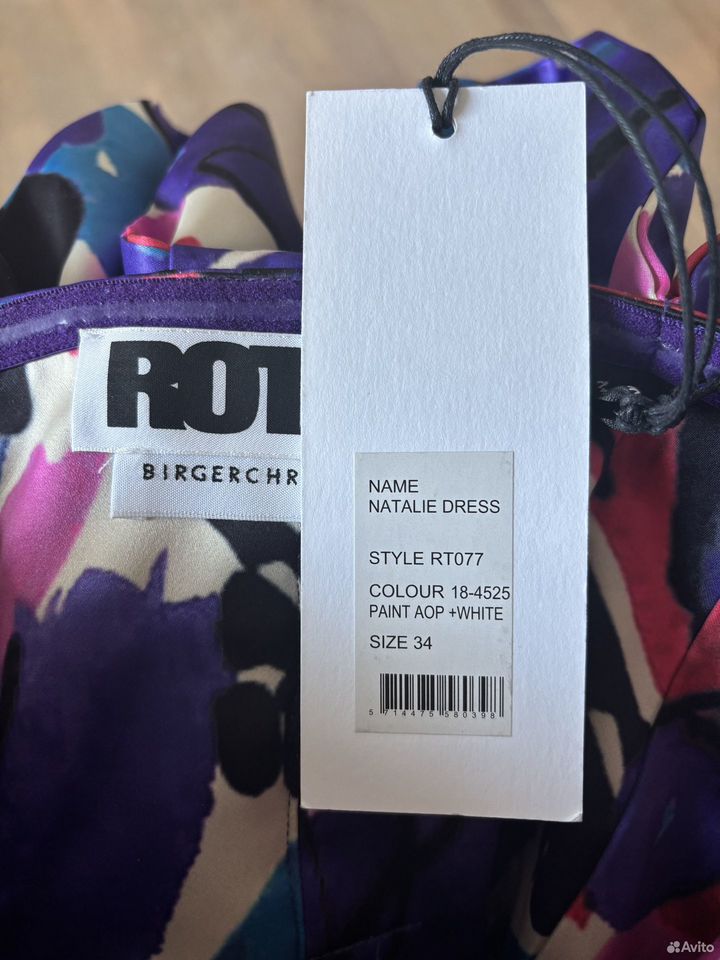 ROT
BIRGERCHR
NAME
NATALIE DRESS
STYLE RT077
COLOUR 18-4525
PAINT AOP +WHITE
SIZE 34
5 714475 580398
Avito